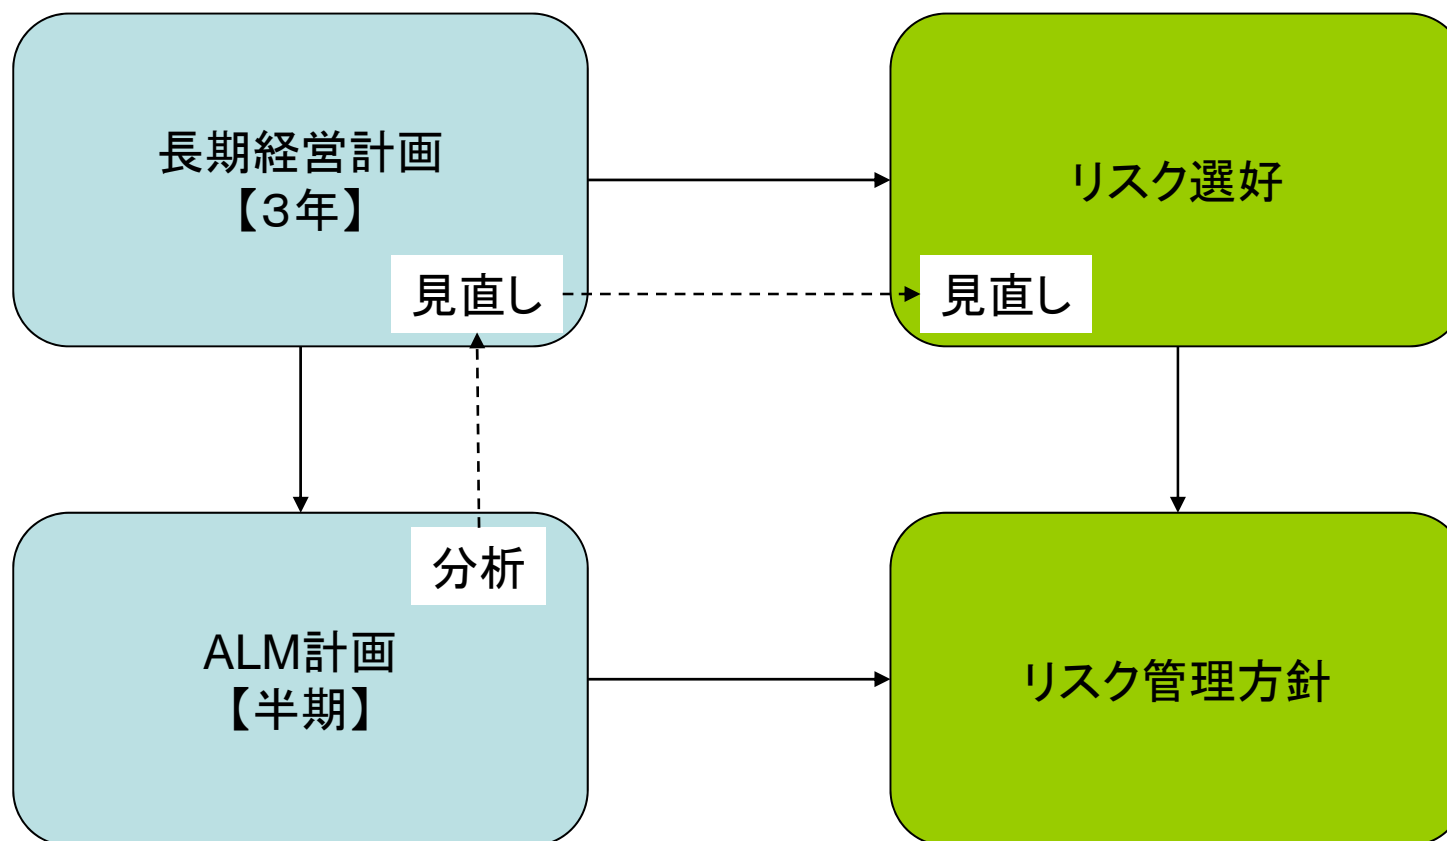 長期経営計画
【３年】
リスク選好
見直し
見直し
分析
ALM計画
【半期】
リスク管理方針